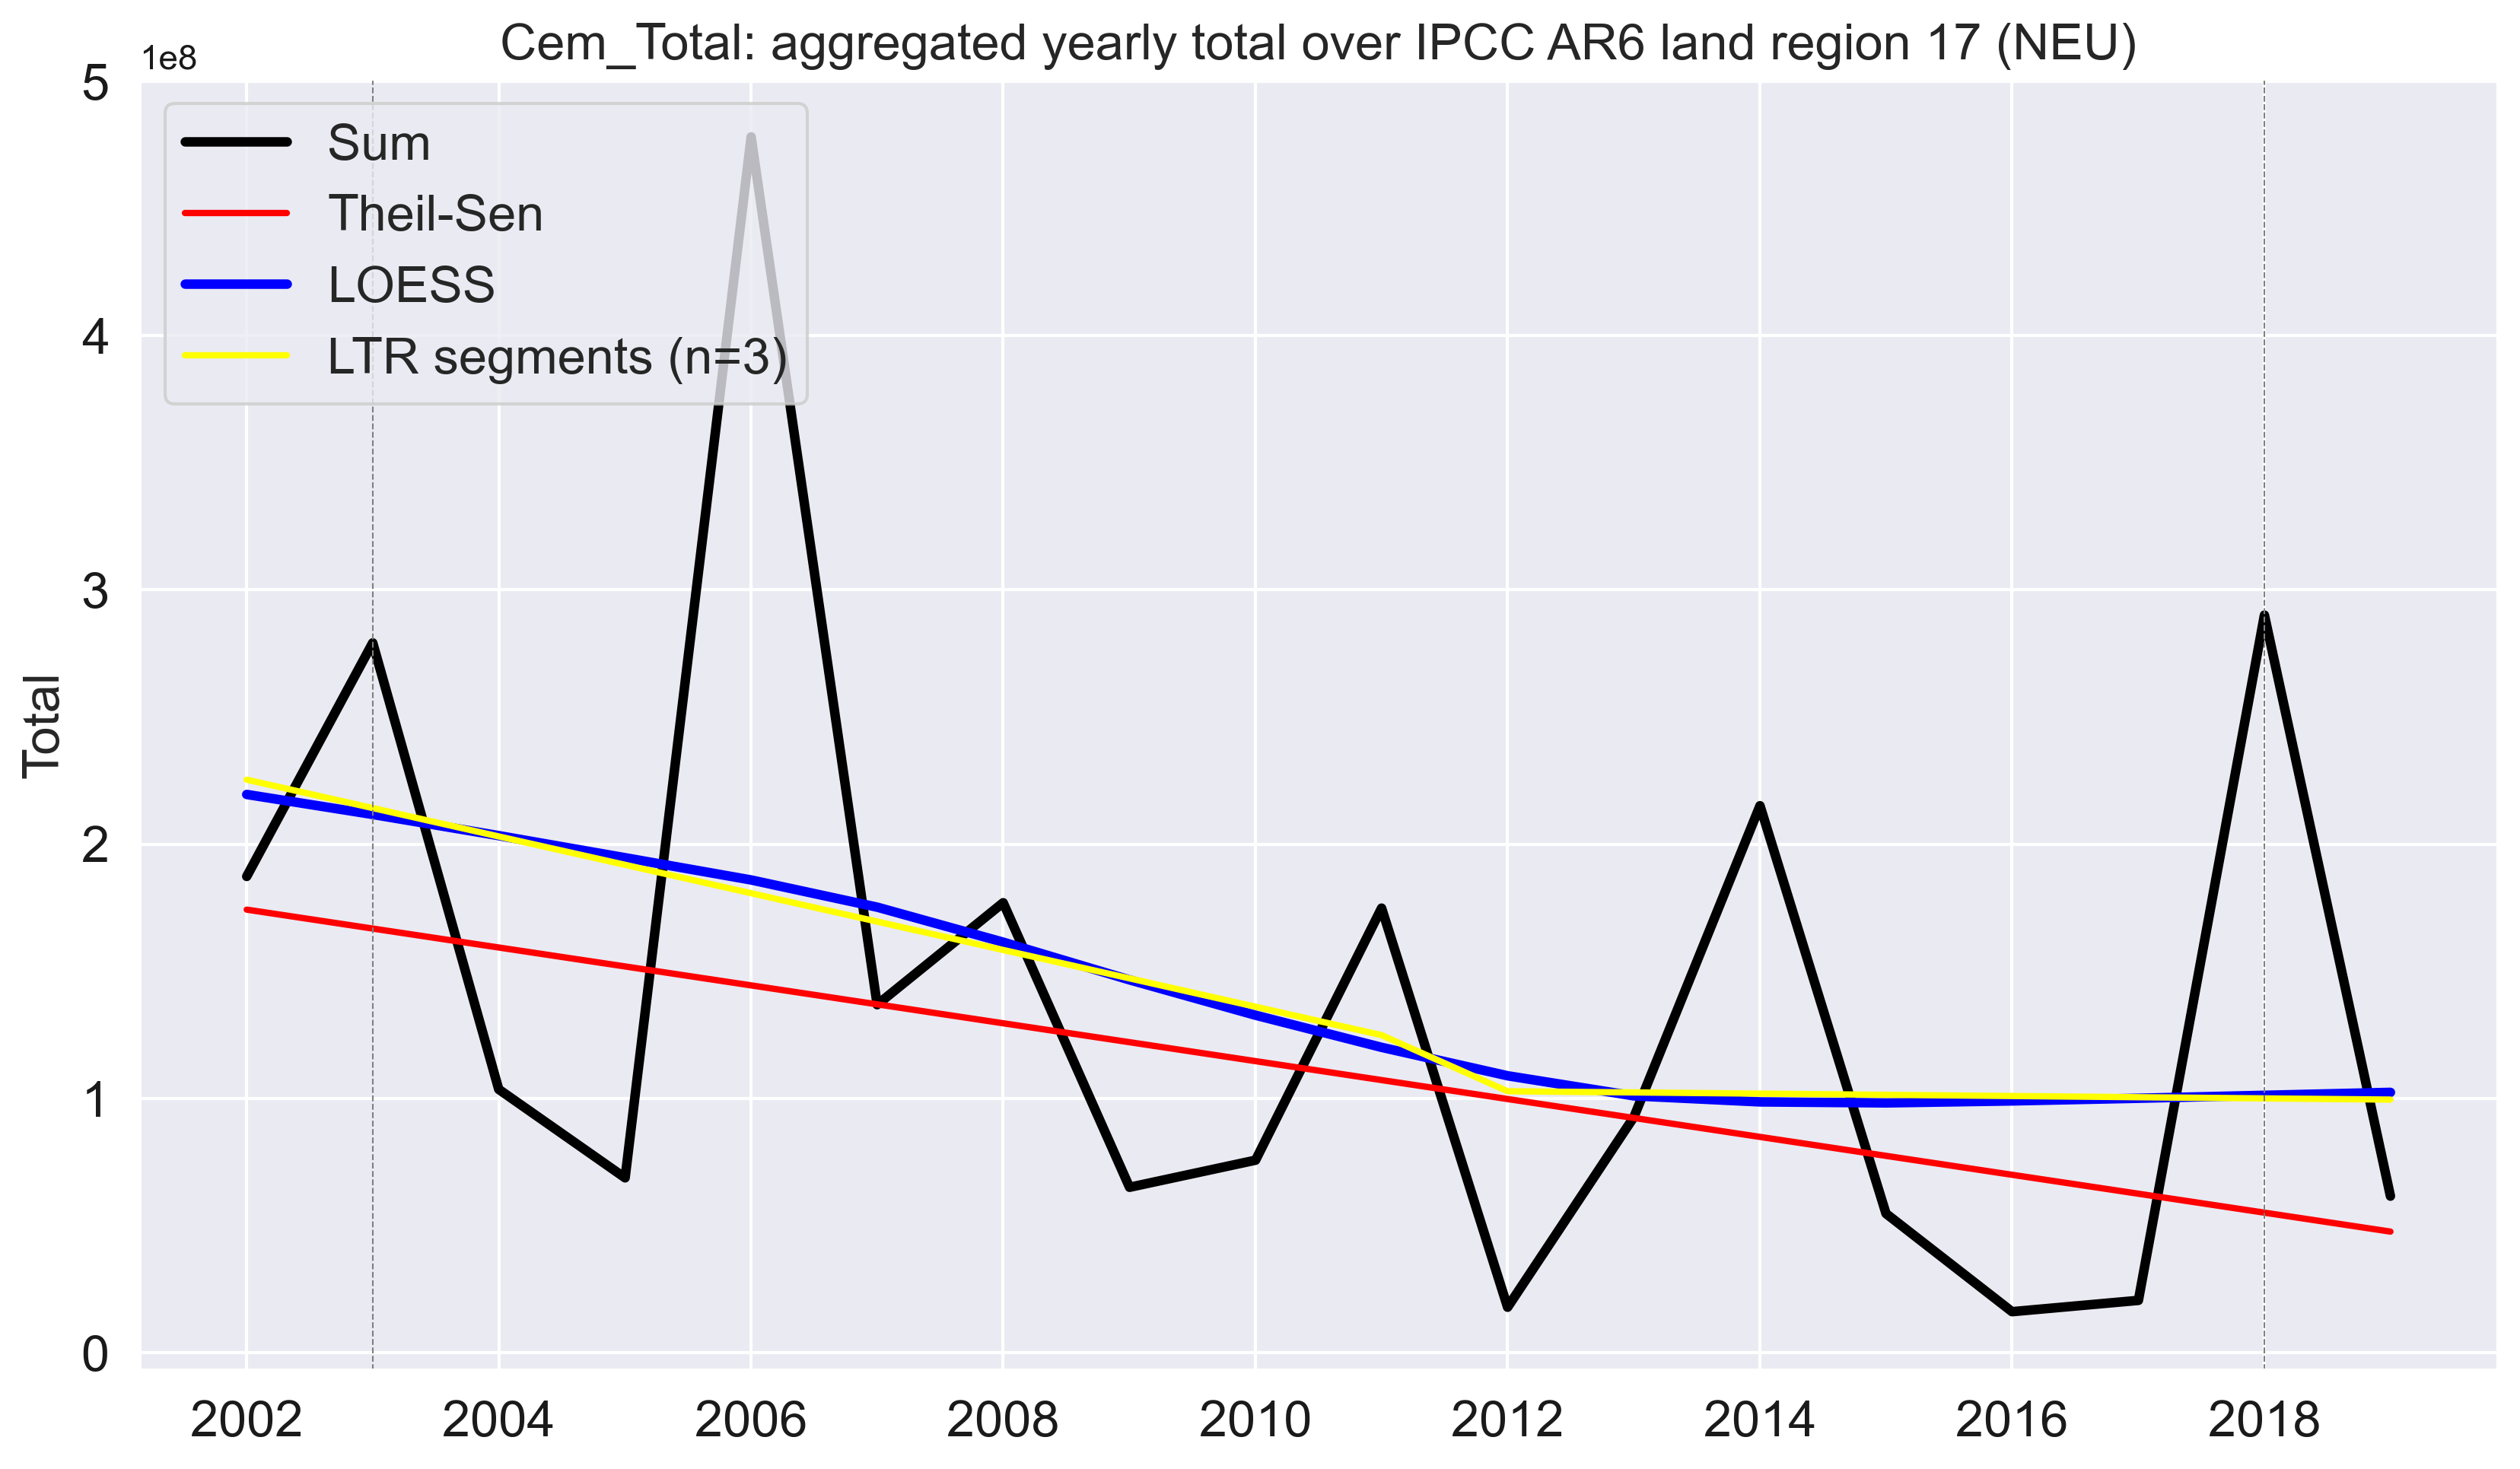 Cem_Total: aggregated yearly total over IPCC AR6 land region 17 (NEU)
1e8
5
4
3
2
1
0
Total
Sum
Theil-Sen
LOESS
LTR segments (n=3)
2002 2004 2006 2008 2010 2012 2014 2016 2018